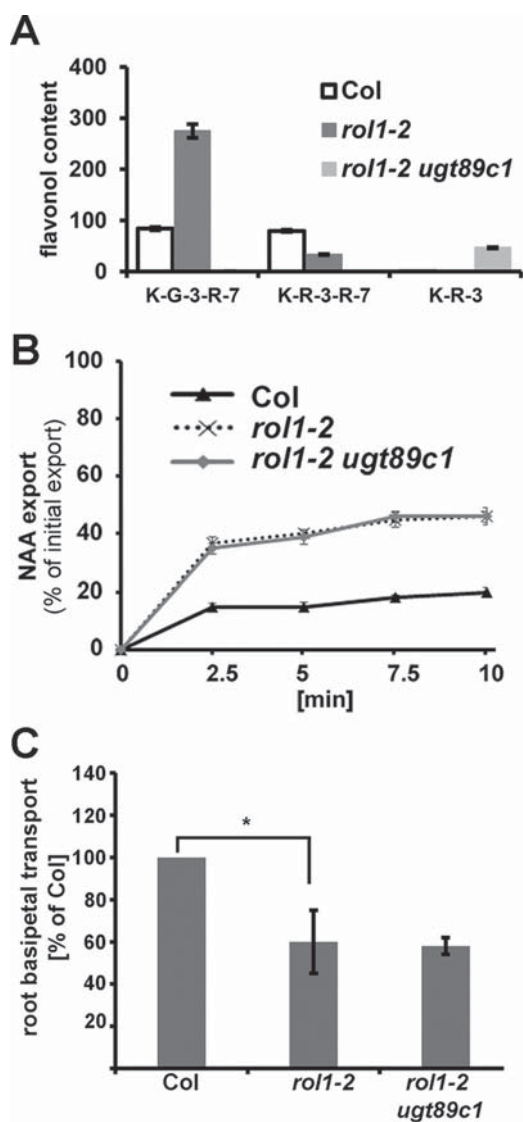 A
flavonol content
400
300
200
100
0
Col
rol1-2
rol1-2 ugt89c1
K-G-3-R-7
K-R-3-R-7
K-R-3
B
NAA export
(% of initial export)
100
80
60
40
20
0
Col
rol1-2
rol1-2 ugt89c1
0
2.5
5
7.5
10
[min]
C
root basipetal transport
[% of Col]
140
120
100
80
60
40
20
*
Col
rol1-2
rol1-2
ugt89c1